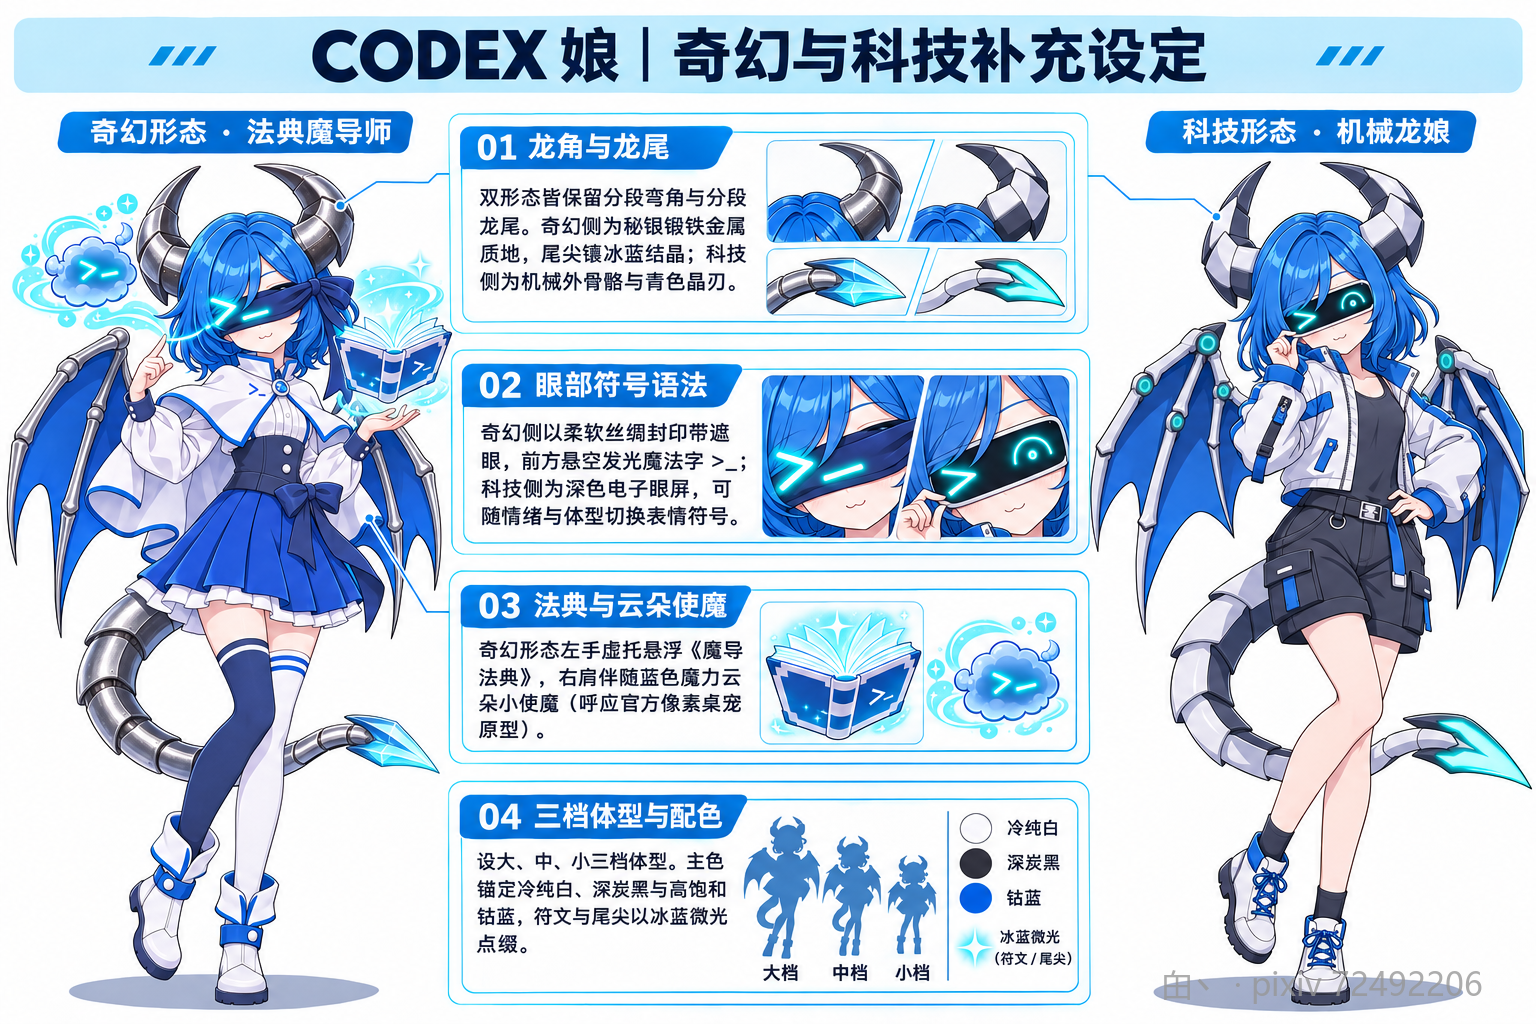 CODEX 娘｜奇幻与科技补充设定
奇幻形态 · 法典魔导师
科技形态 · 机械龙娘
01 龙角与龙尾
双形态皆保留分段弯角与分段
龙尾。奇幻侧为秘银锻铁金属
质地，尾尖镶冰蓝结晶；科技
侧为机械外骨骼与青色晶刃。
02 眼部符号语法
奇幻侧以柔软丝绸封印带遮
眼，前方悬空发光魔法字 >_；
科技侧为深色电子眼屏，可
随情绪与体型切换表情符号。
03 法典与云朵使魔
奇幻形态左手虚托悬浮《魔导
法典》，右肩伴随蓝色魔力云
朵小使魔（呼应官方像素桌宠
原型）。
04 三档体型与配色
设大、中、小三档体型。主色
锚定冷纯白、深炭黑与高饱和
钴蓝，符文与尾尖以冰蓝微光
点缀。
大档
中档
小档
冷纯白
深炭黑
钴蓝
冰蓝微光
（符文 / 尾尖）
>_
>_
>_
>_
>
>_
>
>_
>_
pixiv 72492206